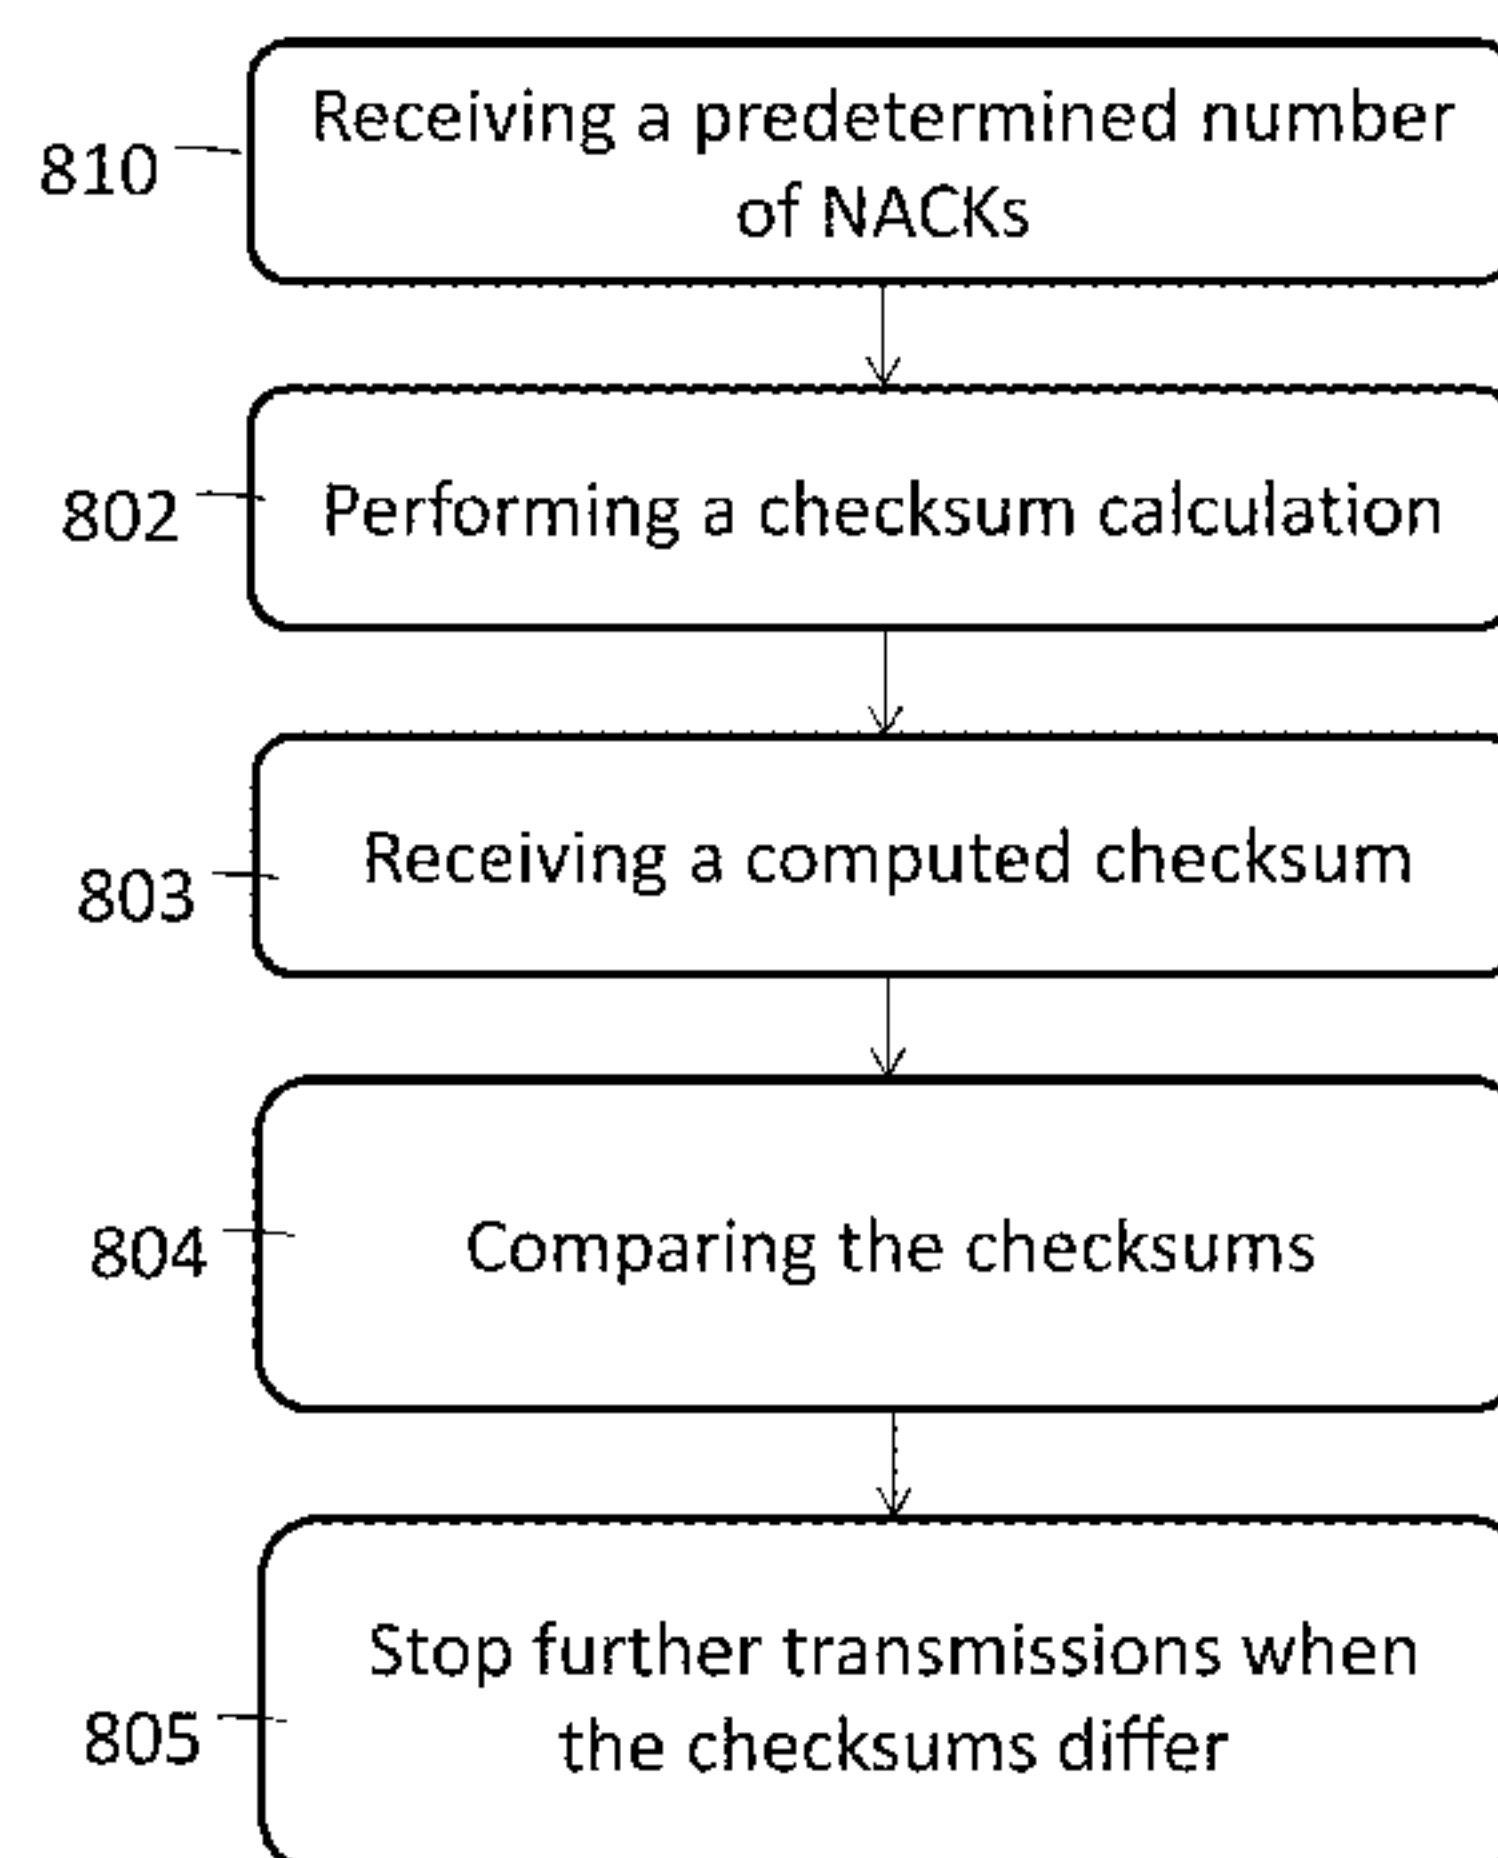 810
Receiving a predetermined number
of NACKs
802
Performing a checksum calculation
803
Receiving a computed checksum
804
Comparing the checksums
805
Stop further transmissions when
the checksums differ